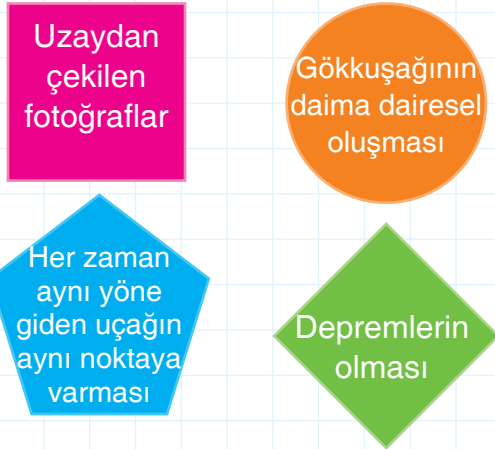 Uzaydan
çekilen
fotoğraflar
Gökkuşağının
daima dairesel
oluşması
Her zaman
aynı yöne
giden uçağın
aynı noktaya
varması
Depremlerin
olması